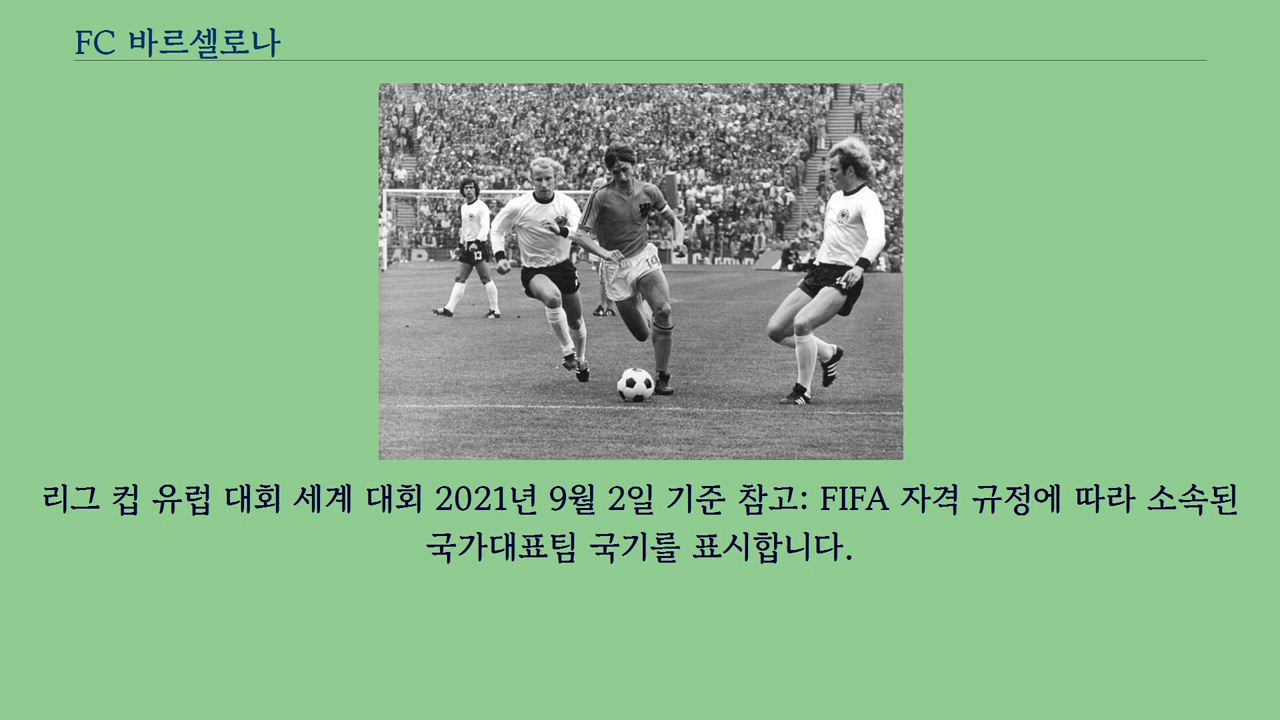 FC 바르셀로나
리그 컵 유럽 대회 세계 대회 2021년 9월 2일 기준 참고: FIFA 자격 규정에 따라 소속된
국가대표팀 국기를 표시합니다.